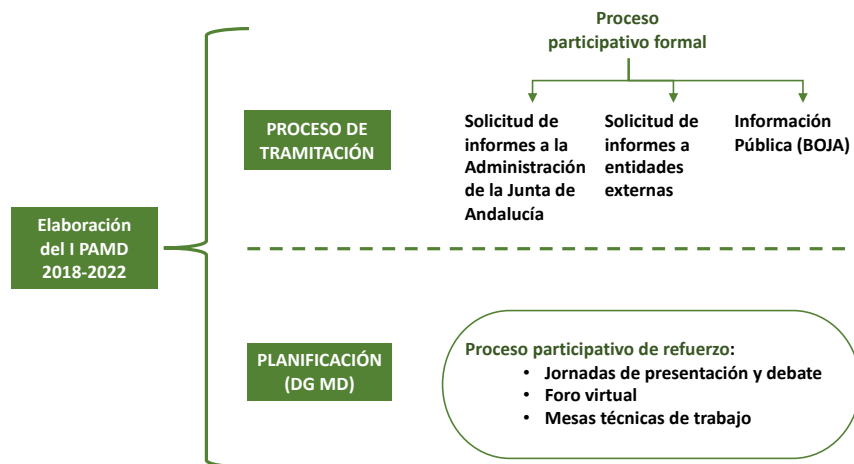 Proceso
participativo formal
PROCESO DE
TRAMITACIÓN
Solicitud de
informes a la
Administración
de la Junta de
Andalucía
Solicitud de
informes a
entidades
externas
Información
Pública (BOJA)
Elaboración
del I PAMD
2018-2022
PLANIFICACIÓN
(DG MD)
Proceso participativo de refuerzo:
• Jornadas de presentación y debate
• Foro virtual
• Mesas técnicas de trabajo